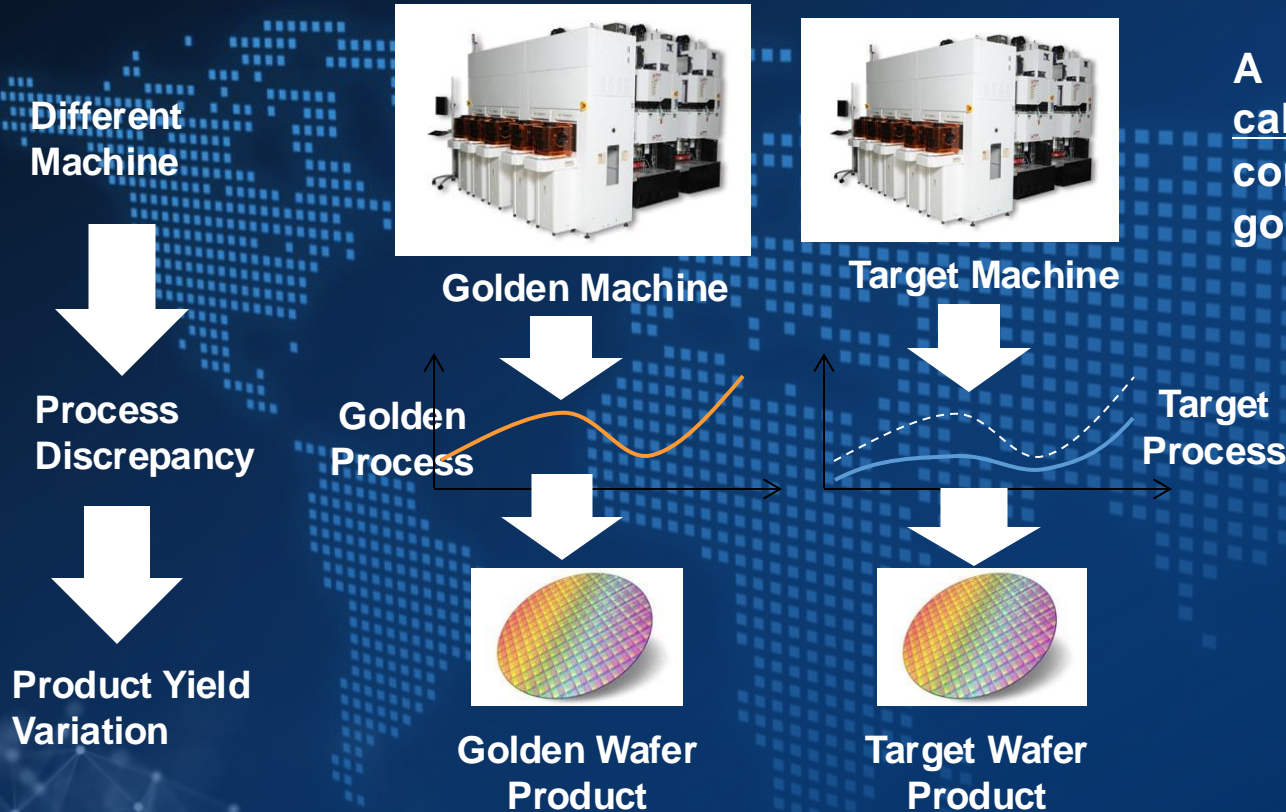 Different
Machine
Process
Discrepancy
Product Yield
Variation
Golden Machine
Golden
Process
Golden Wafer
Product
Target Machine
Target
Process
Target Wafer
Product
A